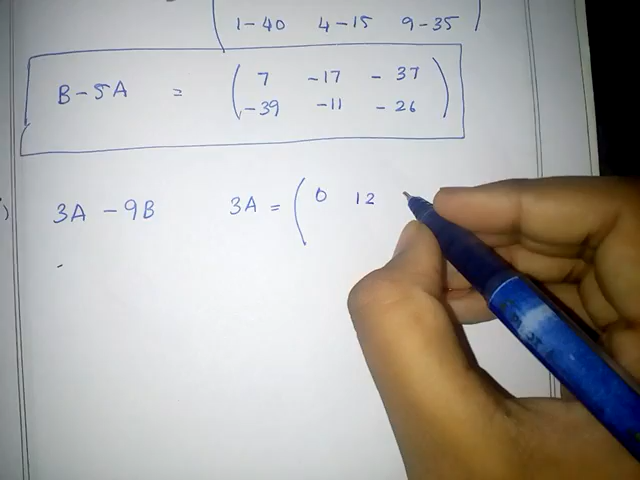 1-40 4-15 9-35
B-5A = ( 7 -17 -37
-39 -11 -26 )
) 3A - 9B 3A = ( 0 12
-